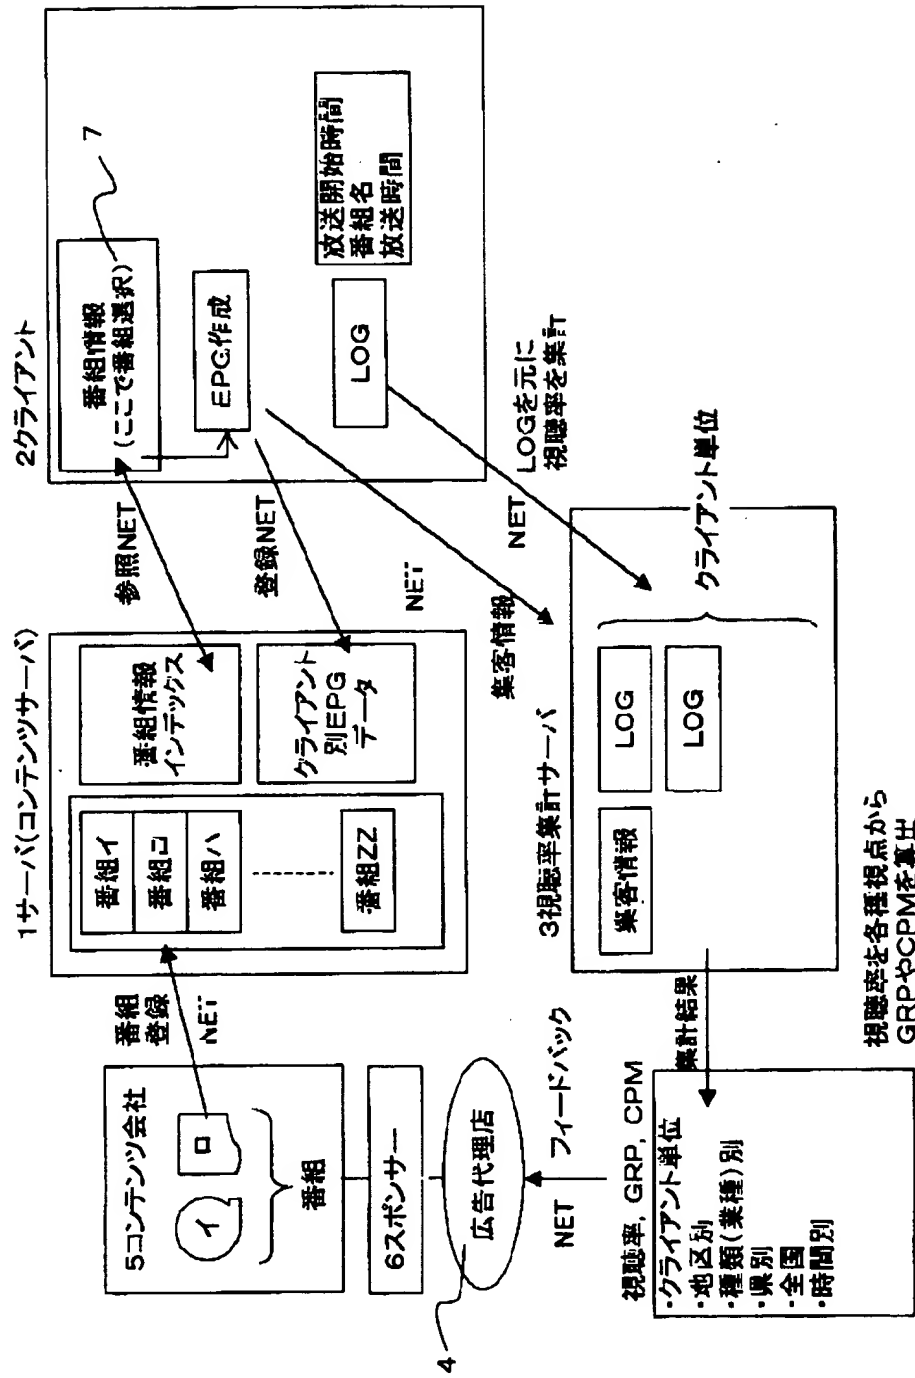 5コンテンツ会社
イ
ロ
番組
6スポンサー
広告代理店
4
NET
フィードバック
視聴率, GRP, CPM
・クライアント単位
・地区別
・種類(業種)別
・県別
・全国
・時間別
番組
登録
NET
1サーバ(コンテンツサーバ)
番組イ
番組ロ
番組ハ
番組ZZ
番組情報
インデックス
クライアント
別EPG
データ
参照NET
登録NET
NET
集客情報
2クライアント
番組情報
(ここで番組選択)
7
EPG作成
LOG
放送開始時間
番組名
放送時間
NET
LOGを元に
視聴率を集計
3視聴率集計サーバ
集客情報
LOG
LOG
クライアント単位
集計結果
視聴率を各種視点から
GRPやCPMを算出